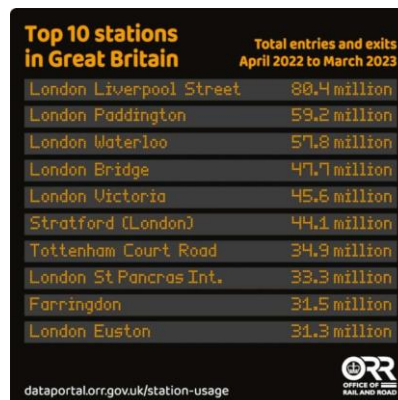 Top 10 stations
in Great Britain
Total entries and exits
April 2022 to March 2023
London Liverpool Street 80.4 million
London Paddington 59.2 million
London Waterloo 57.8 million
London Bridge 47.7 million
London Victoria 45.6 million
Stratford (London) 44.1 million
Tottenham Court Road 34.9 million
London St Pancras Int. 33.3 million
Farringdon 31.5 million
London Euston 31.3 million
ORR
OFFICE OF
RAIL AND ROAD
dataportal.orr.gov.uk/station-usage